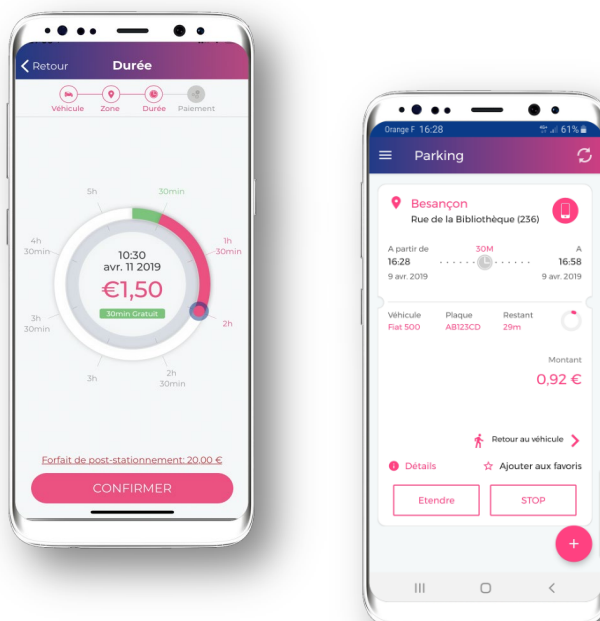 Retour Durée
Véhicule Zone Durée Paiement
5h 30min
4h
30min
1h
30min
10:30
avr. 11 2019
€1,50
30min Gratuit
3h
30min
2h
3h
2h
30min
Forfait de post-stationnement: 20.00 €
CONFIRMER
Orange F 16:28 61%
Parking
Besançon
Rue de la Bibliothèque (236)
A partir de 30M A
16:28 16:58
9 avr. 2019 9 avr. 2019
Véhicule Plaque Restant
Fiat 500 AB123CD 29m
Montant
0,92 €
Retour au véhicule
Détails Ajouter aux favoris
Etendre STOP